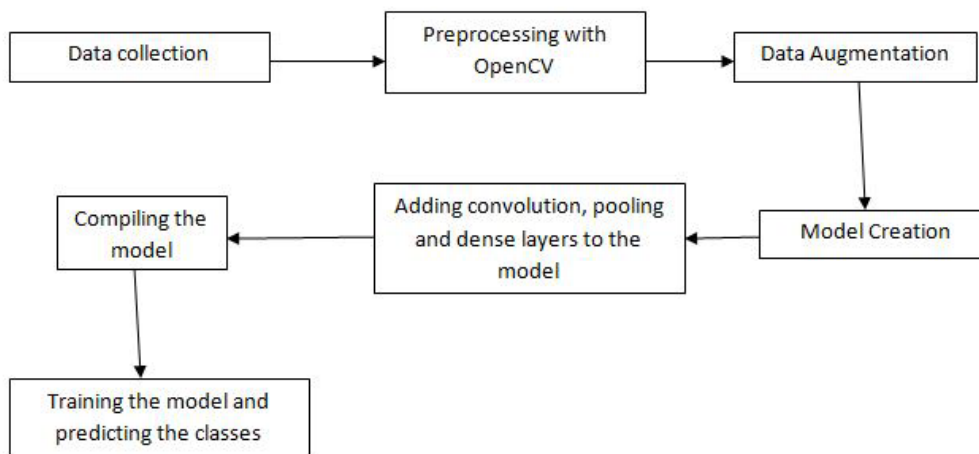 Data collection
Preprocessing with
OpenCV
Data Augmentation
Model Creation
Adding convolution, pooling
and dense layers to the
model
Compiling the
model
Training the model and
predicting the classes